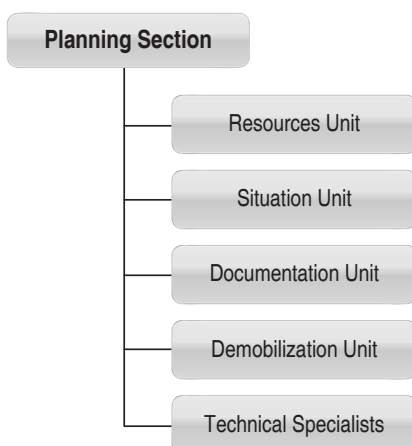 Planning Section
Resources Unit
Situation Unit
Documentation Unit
Demobilization Unit
Technical Specialists